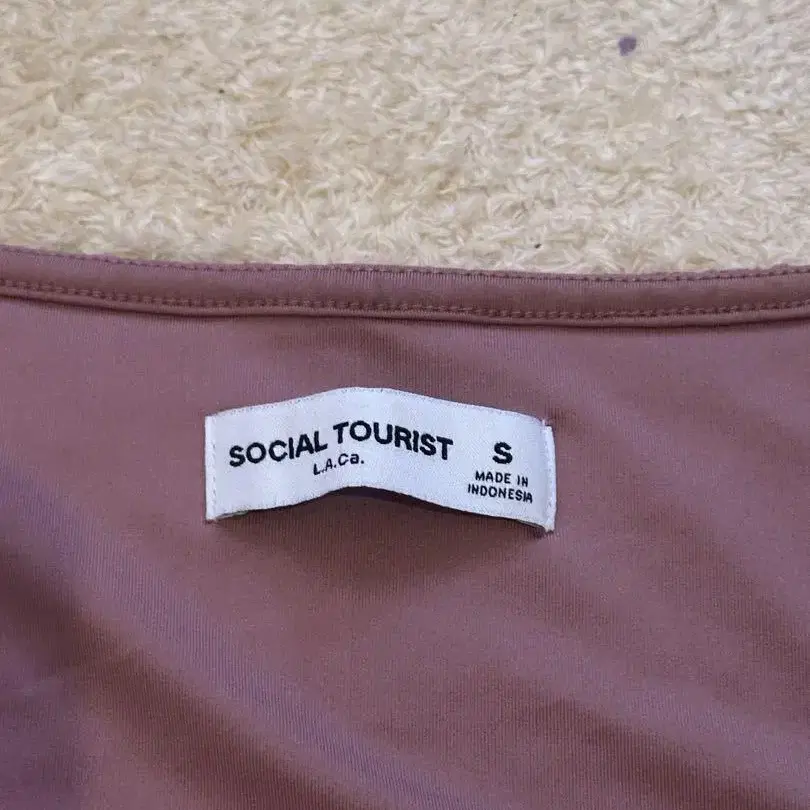 SOCIAL TOURIST
L.A.Ca.
S
MADE IN
INDONESIA